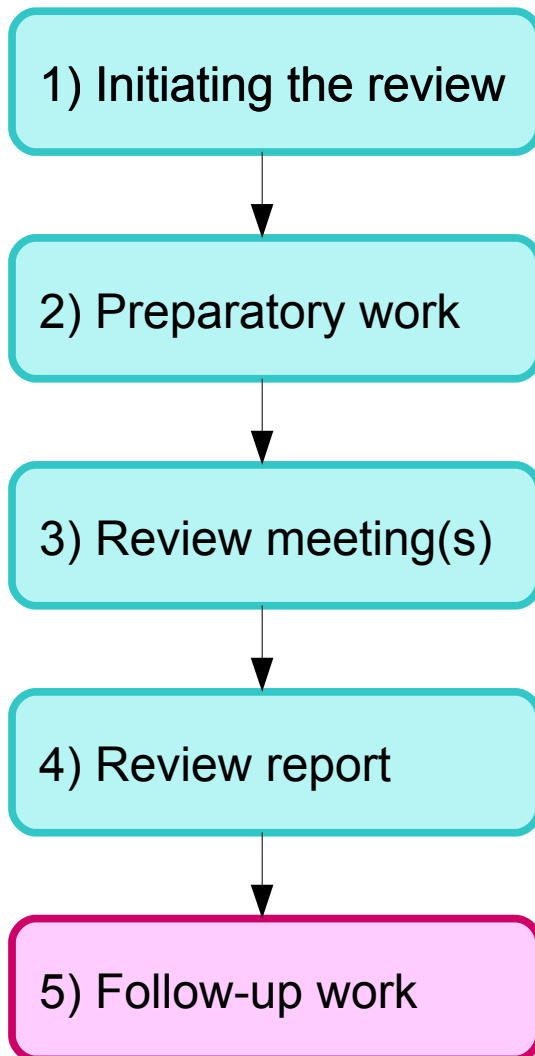 1) Initiating the review
2) Preparatory work
3) Review meeting(s)
4) Review report
5) Follow-up work